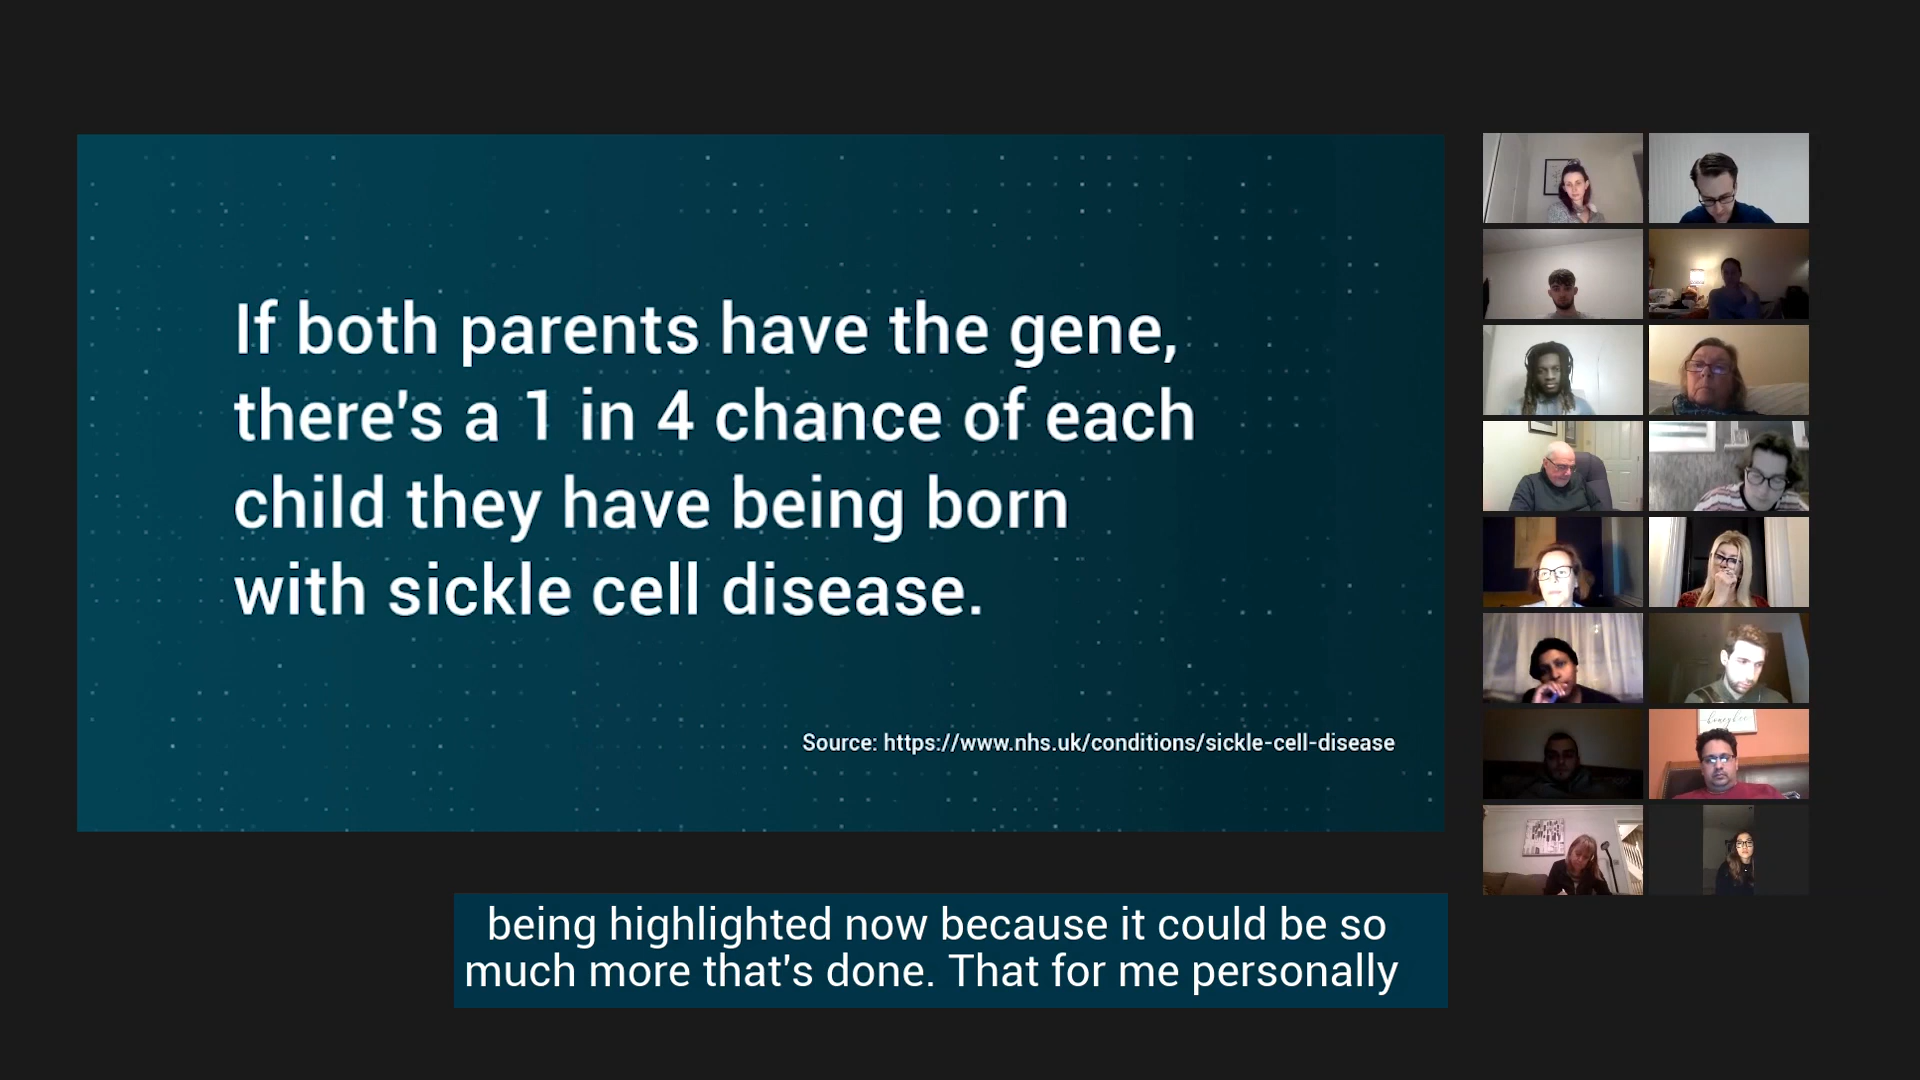 If both parents have the gene,
there's a 1 in 4 chance of each
child they have being born
with sickle cell disease.
Source: https://www.nhs.uk/conditions/sickle-cell-disease
being highlighted now because it could be so
much more that's done. That for me personally